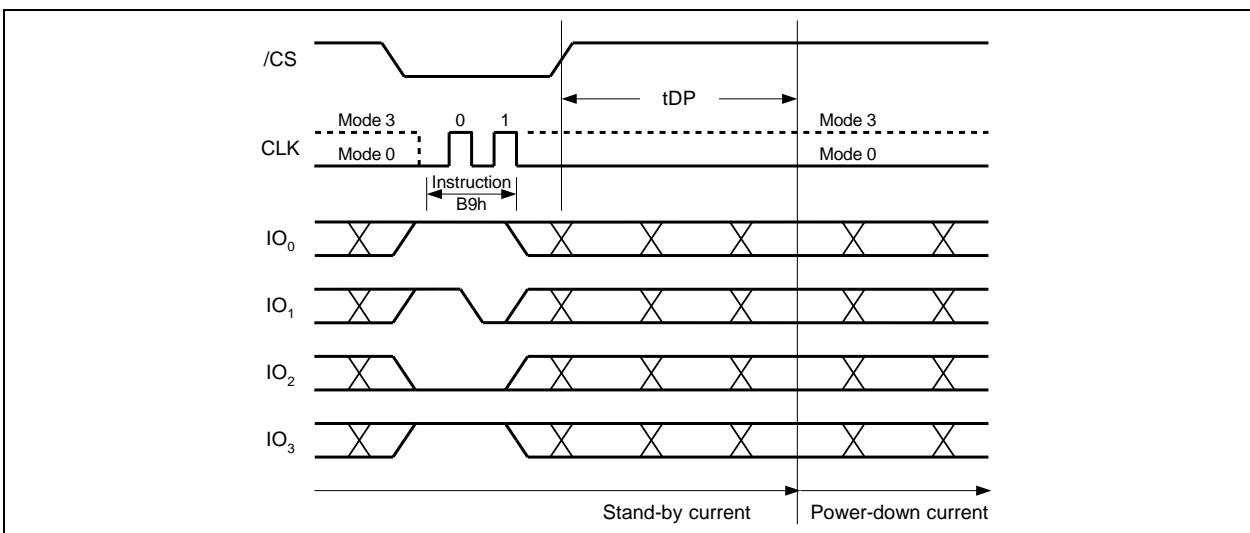 /CS
tDP
Mode 3 0 1 Mode 3
CLK
Mode 0 Mode 0
Instruction
B9h
IO0
IO1
IO2
IO3
Stand-by current Power-down current